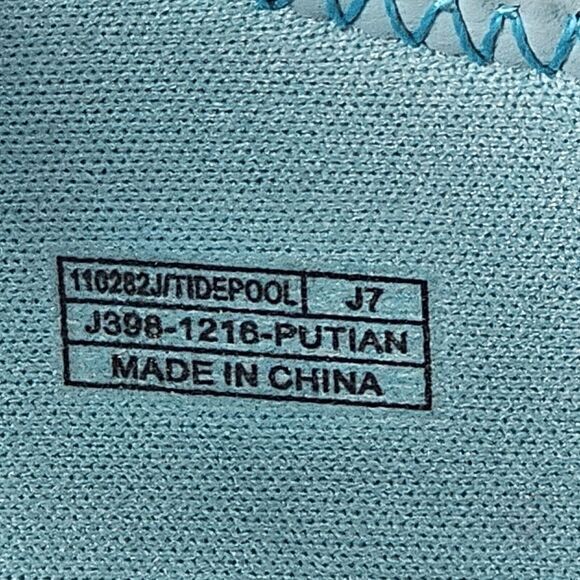 110282J/TIDEPOOL J7
J398-1216-PUTIAN
MADE IN CHINA